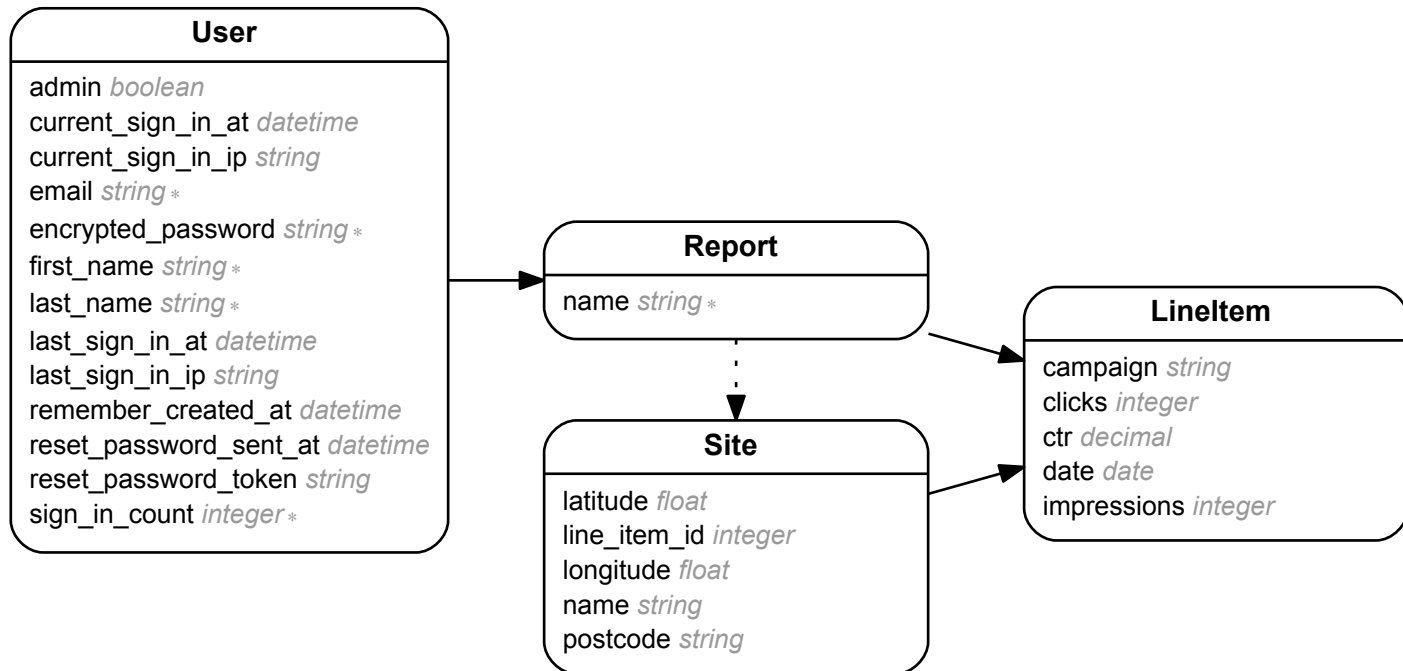 User
admin boolean
current_sign_in_at datetime
current_sign_in_ip string
email string *
encrypted_password string *
first_name string *
last_name string *
last_sign_in_at datetime
last_sign_in_ip string
remember_created_at datetime
reset_password_sent_at datetime
reset_password_token string
sign_in_count integer *
Report
name string *
Site
latitude float
line_item_id integer
longitude float
name string
postcode string
LineItem
campaign string
clicks integer
ctr decimal
date date
impressions integer